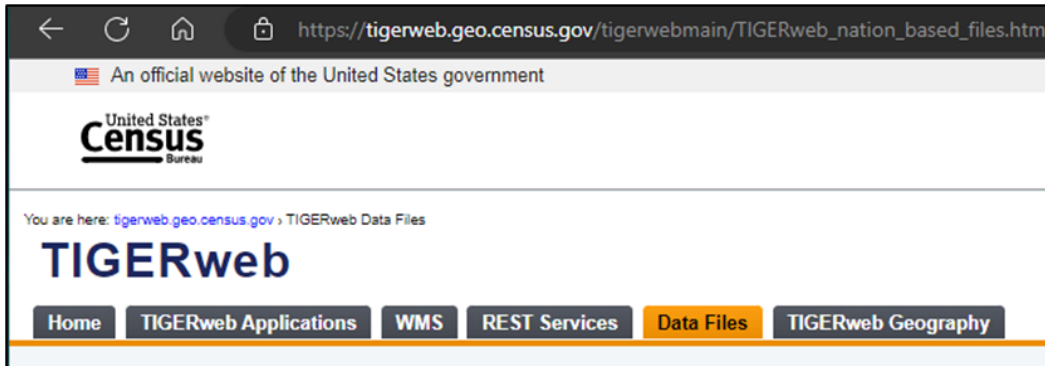 https://tigerweb.geo.census.gov/tigerwebmain/TIGERweb_nation_based_files.htm
An official website of the United States government
United States®
Census
Bureau
You are here: tigerweb.geo.census.gov › TIGERweb Data Files
TIGERweb
Home TIGERweb Applications WMS REST Services Data Files TIGERweb Geography